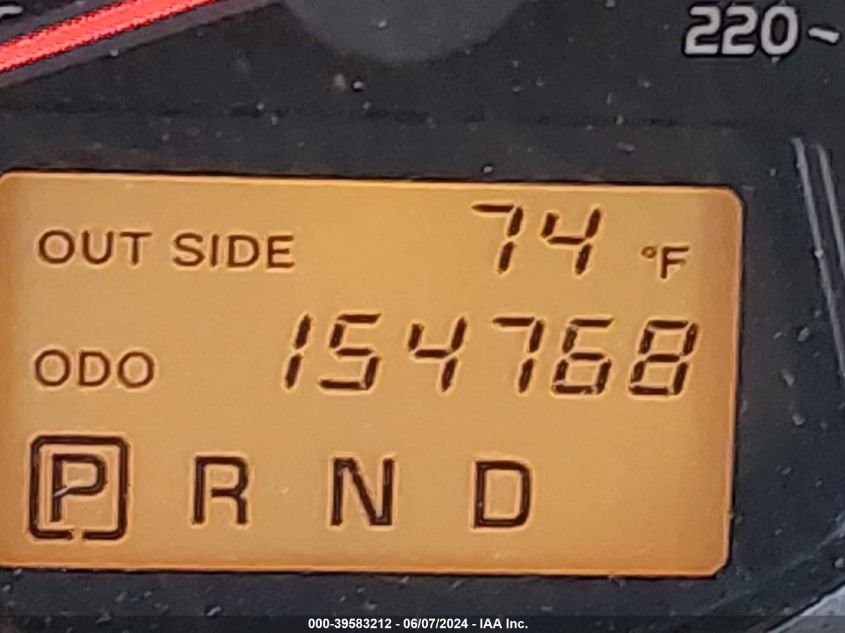 220
OUT SIDE 74 °F
ODO 154768
P R N D
000-39583212 - 06/07/2024 - IAA Inc.